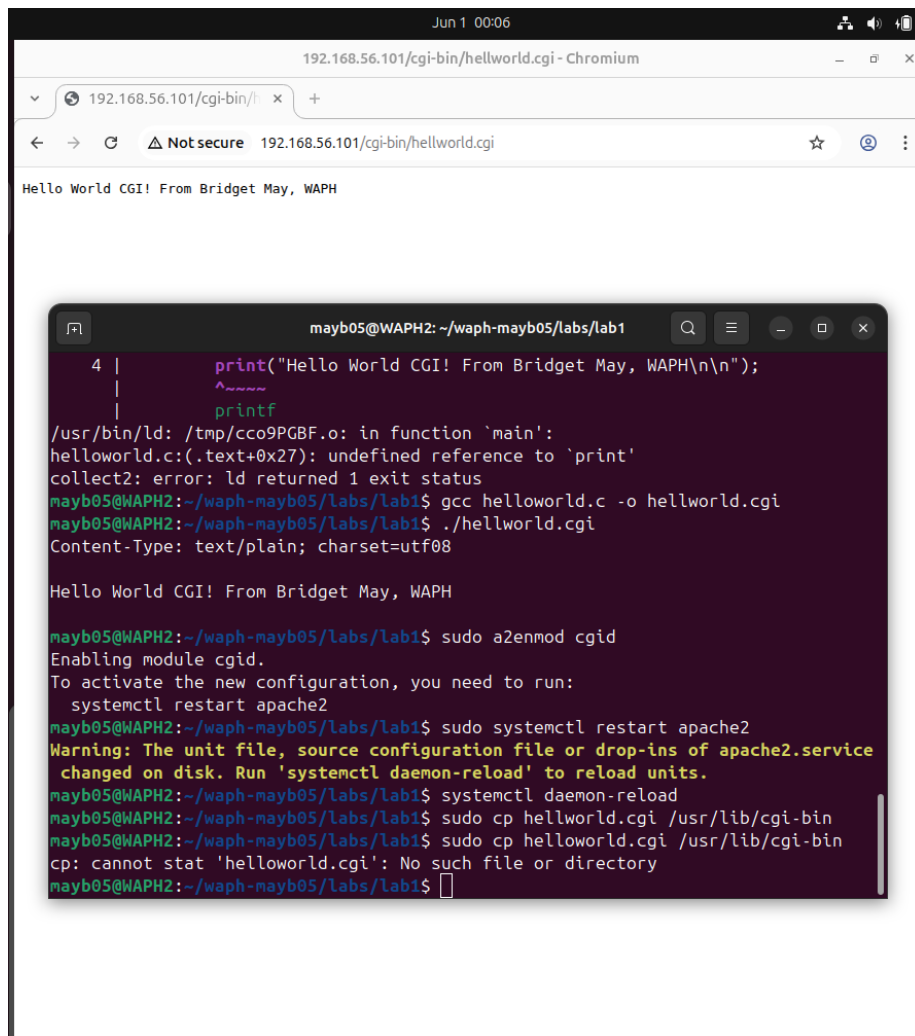 Jun 1 00:06
192.168.56.101/cgi-bin/hellworld.cgi - Chromium
192.168.56.101/cgi-bin/h
Not secure 192.168.56.101/cgi-bin/hellworld.cgi
Hello World CGI! From Bridget May, WAPH
mayb05@WAPH2: ~/waph-mayb05/labs/lab1
4 | print("Hello World CGI! From Bridget May, WAPH\n\n");
| ^~~~~
| printf
/usr/bin/ld: /tmp/cco9PGBF.o: in function `main':
helloworld.c:(.text+0x27): undefined reference to `print'
collect2: error: ld returned 1 exit status
mayb05@WAPH2:~/waph-mayb05/labs/lab1$ gcc helloworld.c -o hellworld.cgi
mayb05@WAPH2:~/waph-mayb05/labs/lab1$ ./hellworld.cgi
Content-Type: text/plain; charset=utf08
Hello World CGI! From Bridget May, WAPH
mayb05@WAPH2:~/waph-mayb05/labs/lab1$ sudo a2enmod cgid
Enabling module cgid.
To activate the new configuration, you need to run:
systemctl restart apache2
mayb05@WAPH2:~/waph-mayb05/labs/lab1$ sudo systemctl restart apache2
Warning: The unit file, source configuration file or drop-ins of apache2.service
changed on disk. Run 'systemctl daemon-reload' to reload units.
mayb05@WAPH2:~/waph-mayb05/labs/lab1$ systemctl daemon-reload
mayb05@WAPH2:~/waph-mayb05/labs/lab1$ sudo cp hellworld.cgi /usr/lib/cgi-bin
mayb05@WAPH2:~/waph-mayb05/labs/lab1$ sudo cp helloworld.cgi /usr/lib/cgi-bin
cp: cannot stat 'helloworld.cgi': No such file or directory
mayb05@WAPH2:~/waph-mayb05/labs/lab1$